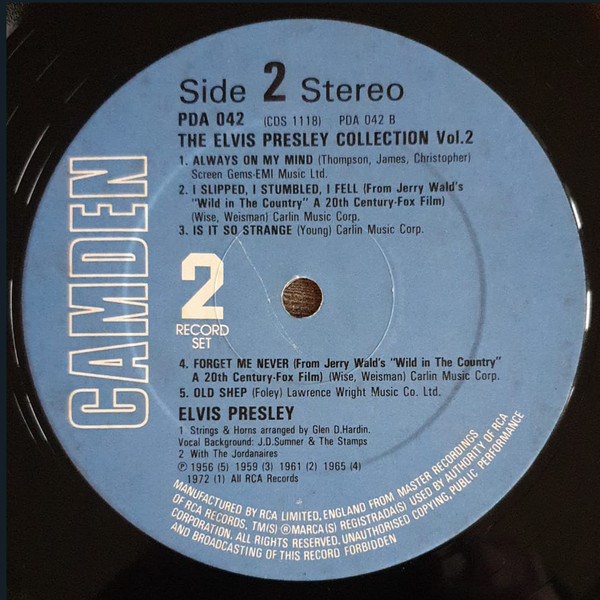 Side 2 Stereo
PDA 042 (CDS 1118) PDA 042 B
THE ELVIS PRESLEY COLLECTION Vol.2
1. ALWAYS ON MY MIND (Thompson, James, Christopher)
Screen Gems-EMI Music Ltd.
2. I SLIPPED, I STUMBLED, I FELL (From Jerry Wald's
"Wild in The Country" A 20th Century-Fox Film)
(Wise, Weisman) Carlin Music Corp.
3. IS IT SO STRANGE (Young) Carlin Music Corp.
CAMDEN
2
RECORD
SET
4. FORGET ME NEVER (From Jerry Wald's "Wild in The Country"
A 20th Century-Fox Film) (Wise, Weisman) Carlin Music Corp.
5. OLD SHEP (Foley) Lawrence Wright Music Co. Ltd.
ELVIS PRESLEY
1 Strings & Horns arranged by Glen D.Hardin.
Vocal Background: J.D.Sumner & The Stamps
2 With The Jordanaires
℗ 1956 (5) 1959 (3) 1961 (2) 1965 (4)
1972 (1) All RCA Records
MANUFACTURED BY RCA LIMITED, ENGLAND FROM MASTER RECORDINGS
OF RCA RECORDS. TM(S) ® MARCA(S) REGISTRADA(S) USED BY AUTHORITY OF RCA
CORPORATION. ALL RIGHTS RESERVED. UNAUTHORISED COPYING, PUBLIC PERFORMANCE
AND BROADCASTING OF THIS RECORD FORBIDDEN